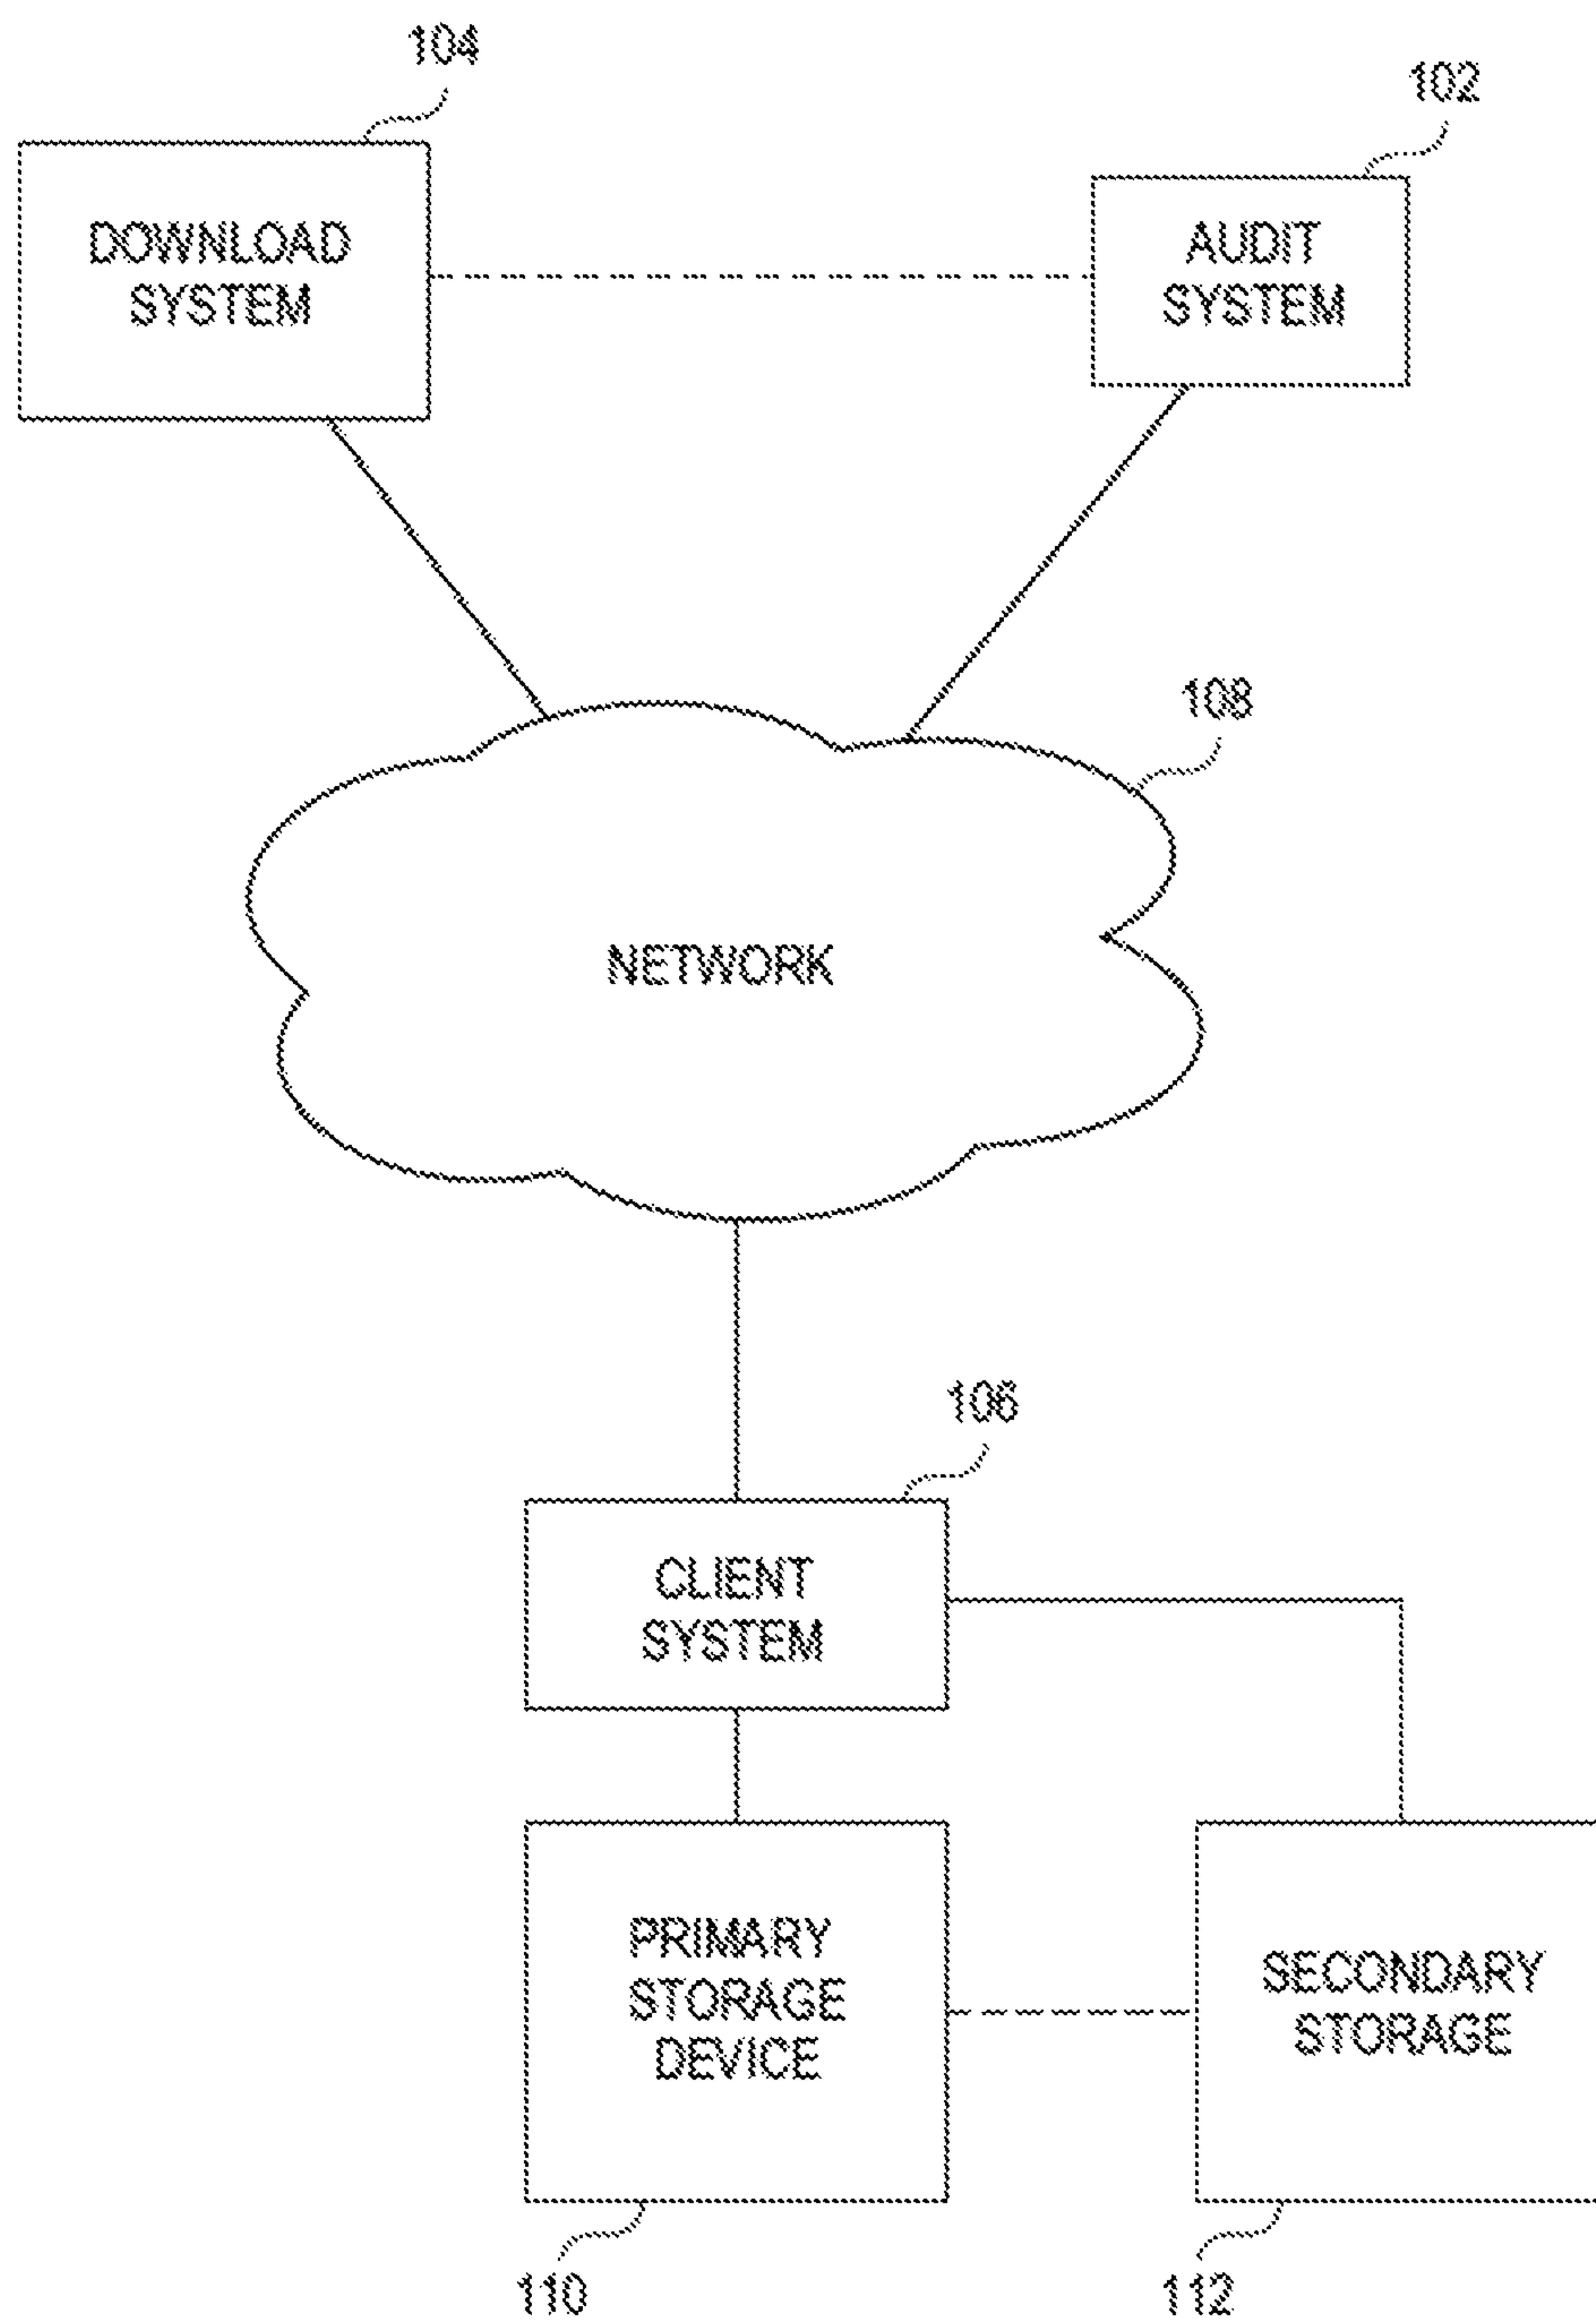 104
102
DOWNLOAD
SYSTEM
AUDIT
SYSTEM
108
NETWORK
106
CLIENT
SYSTEM
PRIMARY
STORAGE
DEVICE
SECONDARY
STORAGE
110
112